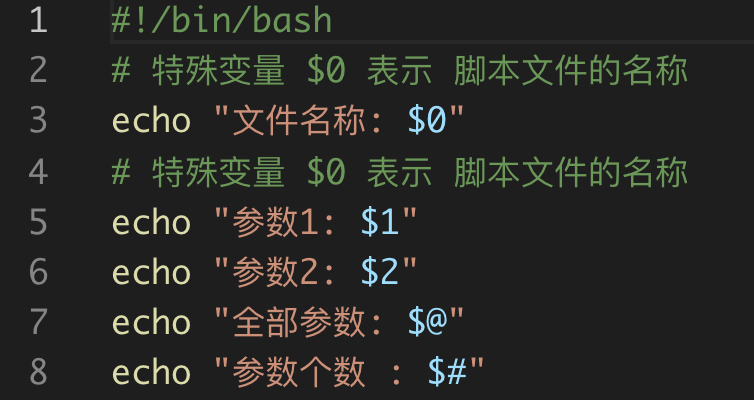 1 #!/bin/bash
2 # 特殊变量 $0 表示 脚本文件的名称
3 echo "文件名称: $0"
4 # 特殊变量 $0 表示 脚本文件的名称
5 echo "参数1: $1"
6 echo "参数2: $2"
7 echo "全部参数: $@"
8 echo "参数个数 : $#"